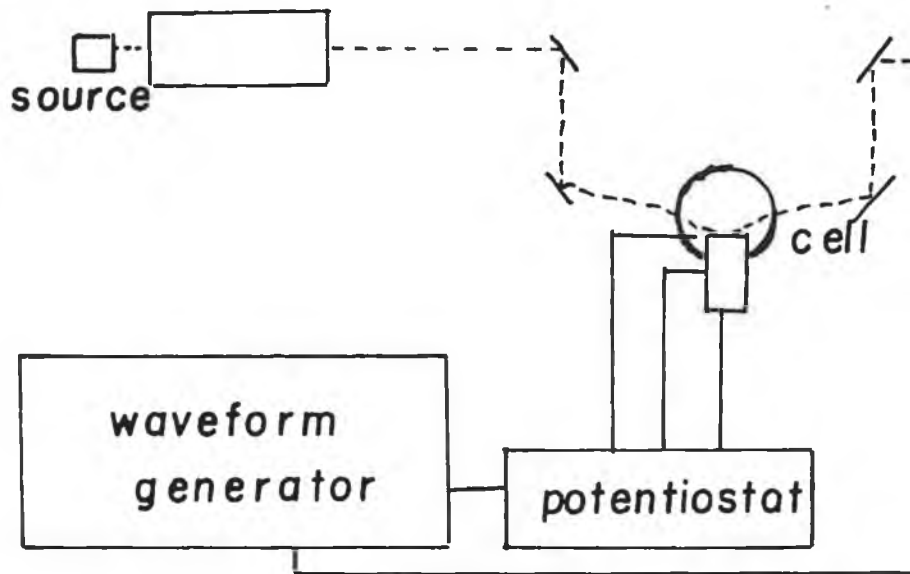 source
cell
waveform
generator
potentiostat